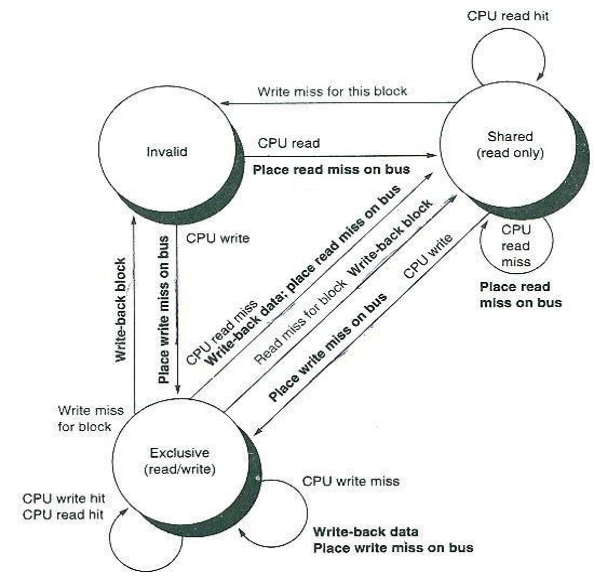 CPU read hit
Write miss for this block
Invalid
Shared
(read only)
CPU read
Place read miss on bus
CPU write
CPU
read
miss
Place read
miss on bus
Write-back block
Place write miss on bus
CPU read miss
Write-back data; place read miss on bus
Read miss for block Write-back block
CPU write
Place write miss on bus
Write miss
for block
Exclusive
(read/write)
CPU write miss
CPU write hit
CPU read hit
Write-back data
Place write miss on bus